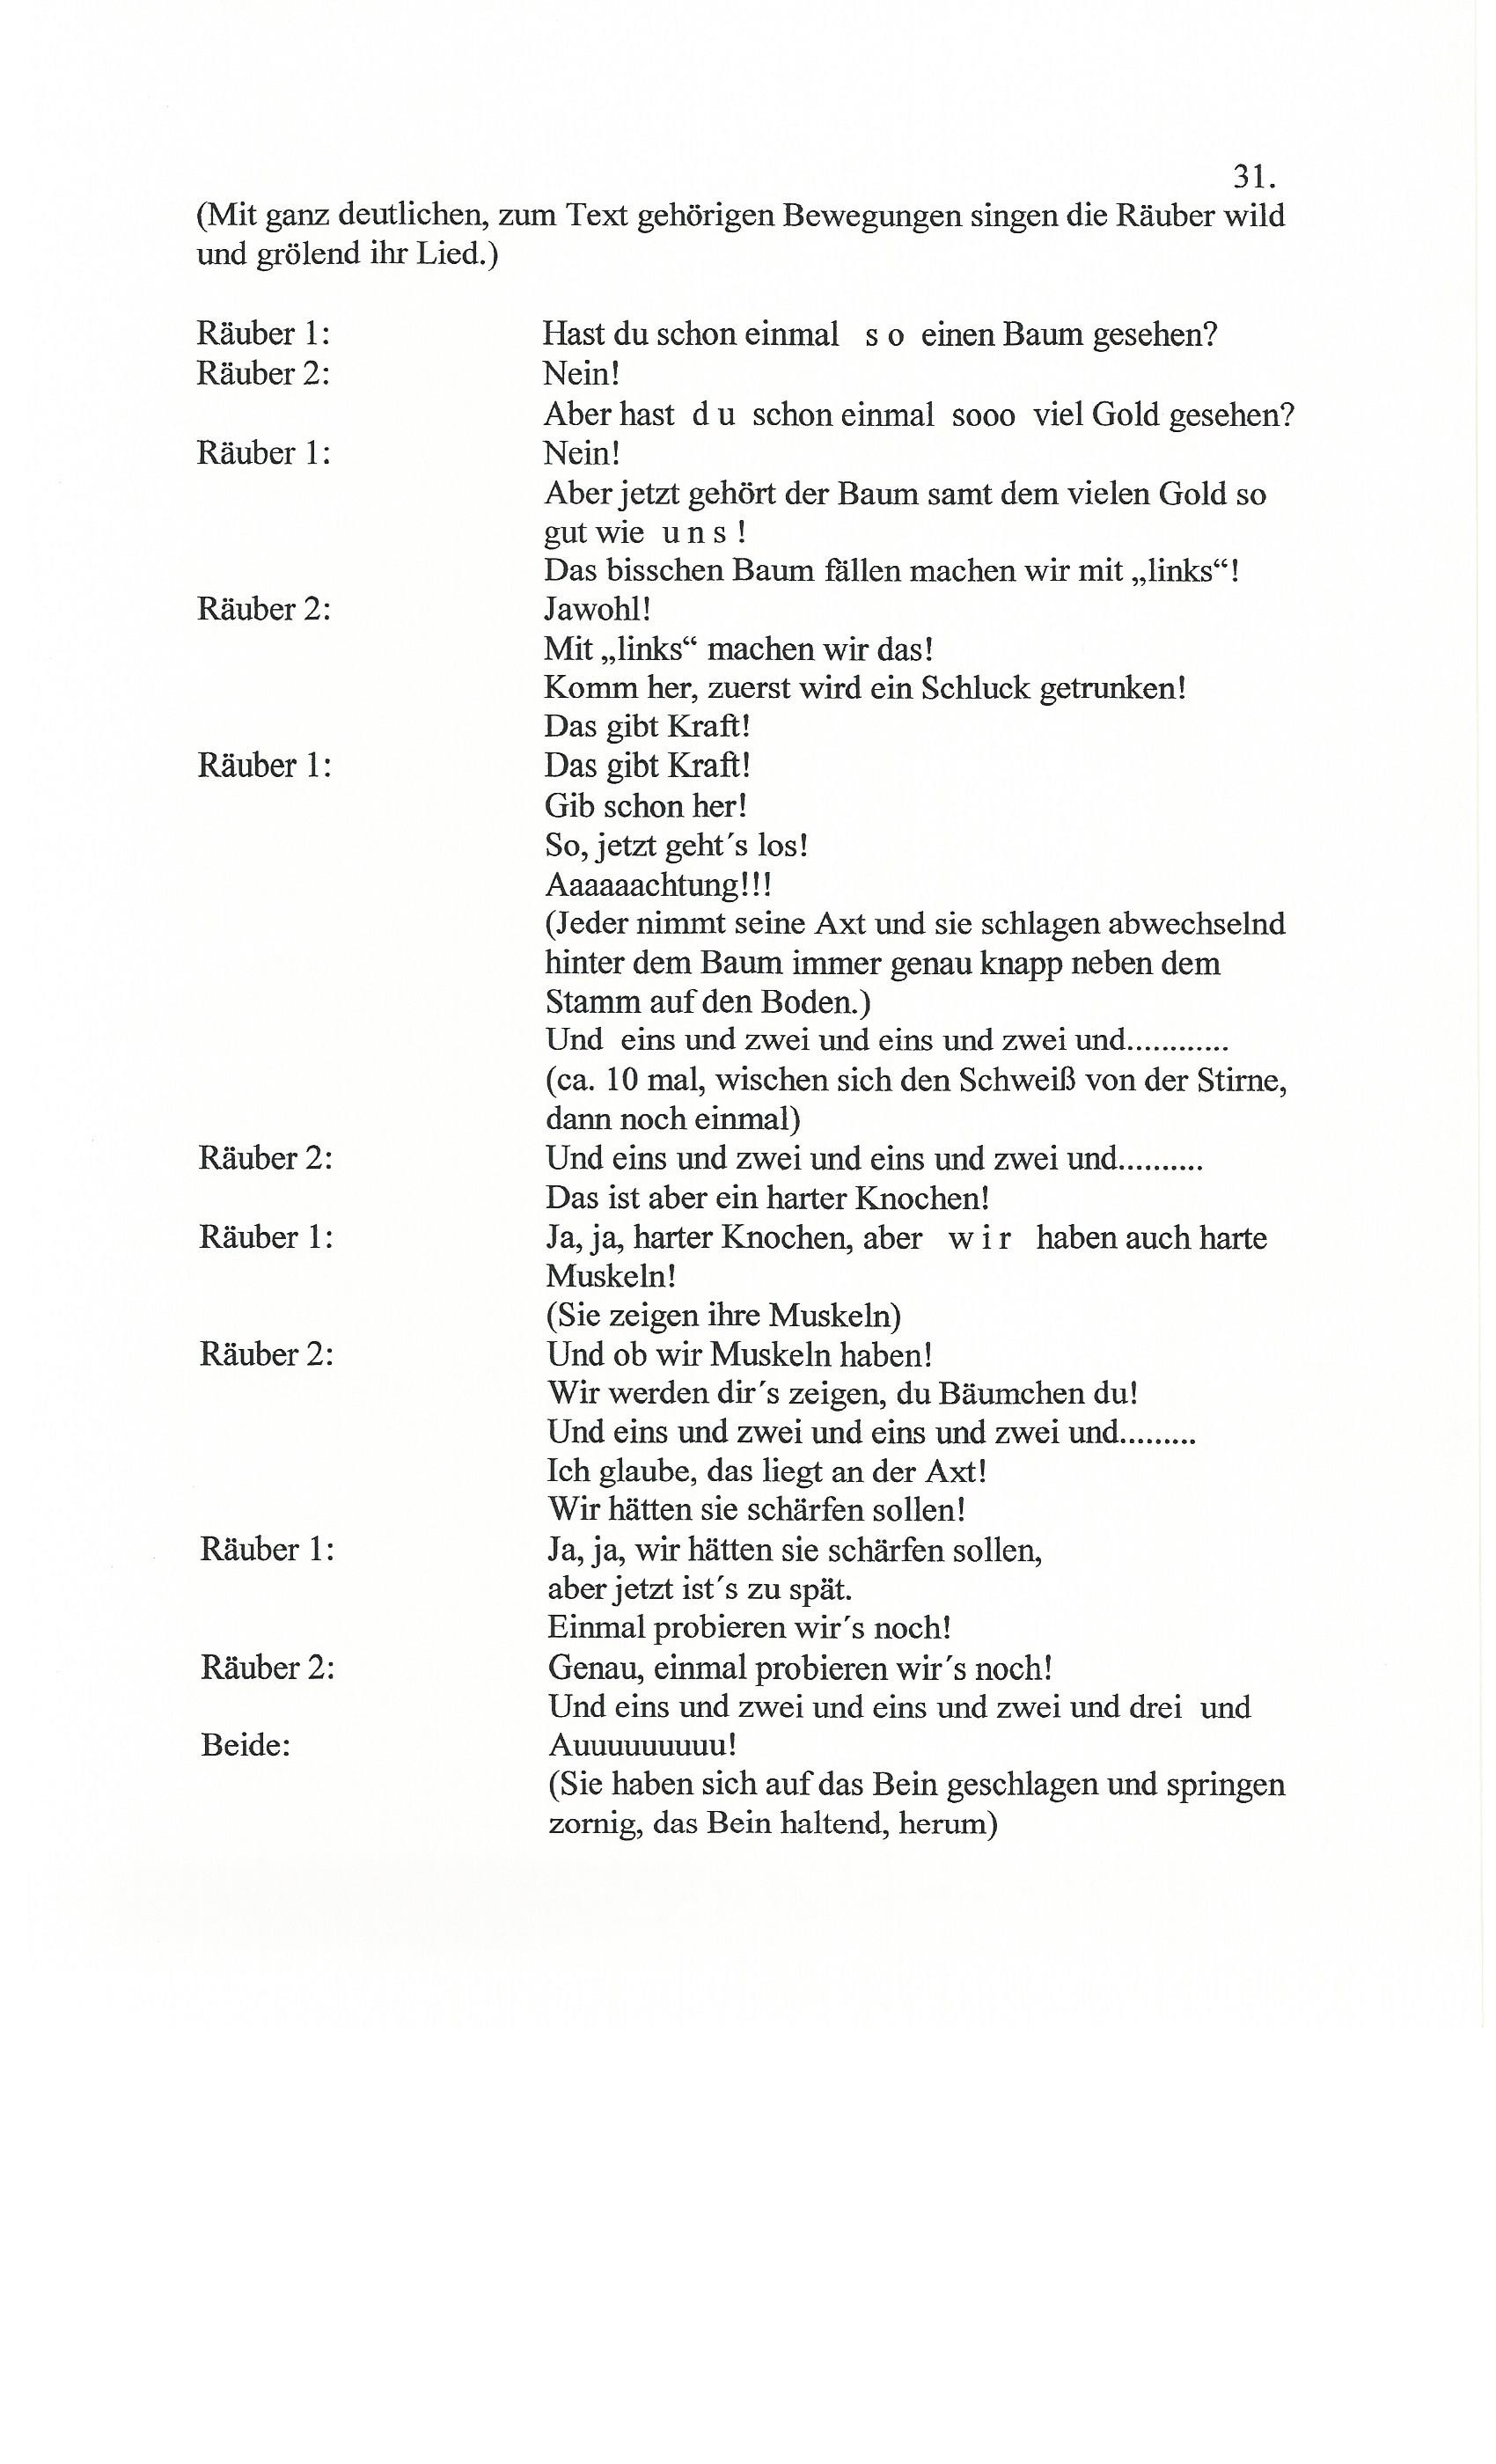 31.
(Mit ganz deutlichen, zum Text gehörigen Bewegungen singen die Räuber wild
und grölend ihr Lied.)
Räuber 1: Hast du schon einmal s o einen Baum gesehen?
Räuber 2: Nein!
Aber hast d u schon einmal sooo viel Gold gesehen?
Räuber 1: Nein!
Aber jetzt gehört der Baum samt dem vielen Gold so
gut wie u n s !
Das bisschen Baum fällen machen wir mit „links“!
Räuber 2: Jawohl!
Mit „links“ machen wir das!
Komm her, zuerst wird ein Schluck getrunken!
Das gibt Kraft!
Räuber 1: Das gibt Kraft!
Gib schon her!
So, jetzt geht´s los!
Aaaaaachtung!!!
(Jeder nimmt seine Axt und sie schlagen abwechselnd
hinter dem Baum immer genau knapp neben dem
Stamm auf den Boden.)
Und eins und zwei und eins und zwei und............
(ca. 10 mal, wischen sich den Schweiß von der Stirne,
dann noch einmal)
Räuber 2: Und eins und zwei und eins und zwei und..........
Das ist aber ein harter Knochen!
Räuber 1: Ja, ja, harter Knochen, aber w i r haben auch harte
Muskeln!
(Sie zeigen ihre Muskeln)
Räuber 2: Und ob wir Muskeln haben!
Wir werden dir´s zeigen, du Bäumchen du!
Und eins und zwei und eins und zwei und.........
Ich glaube, das liegt an der Axt!
Wir hätten sie schärfen sollen!
Räuber 1: Ja, ja, wir hätten sie schärfen sollen,
aber jetzt ist´s zu spät.
Einmal probieren wir´s noch!
Räuber 2: Genau, einmal probieren wir´s noch!
Und eins und zwei und eins und zwei und drei und
Beide: Auuuuuuuuuu!
(Sie haben sich auf das Bein geschlagen und springen
zornig, das Bein haltend, herum)